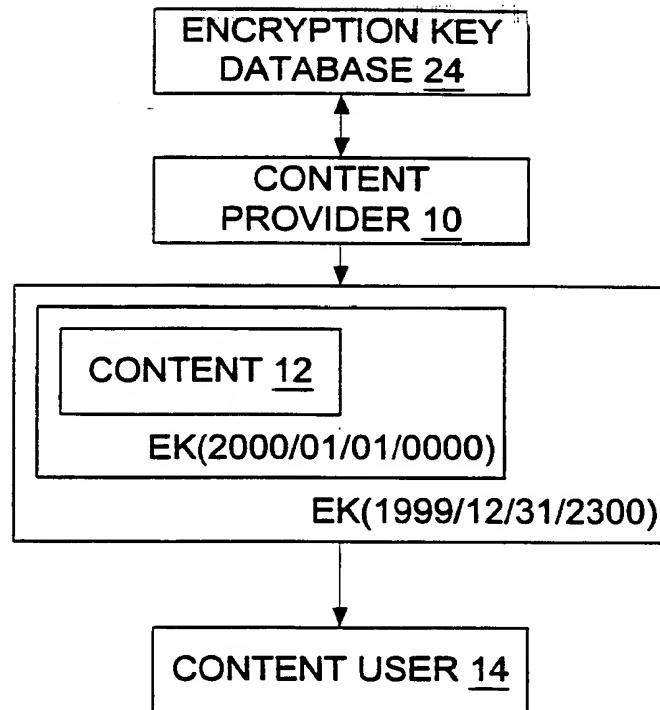 ENCRYPTION KEY
DATABASE 24
CONTENT
PROVIDER 10
CONTENT 12
EK(2000/01/01/0000)
EK(1999/12/31/2300)
CONTENT USER 14